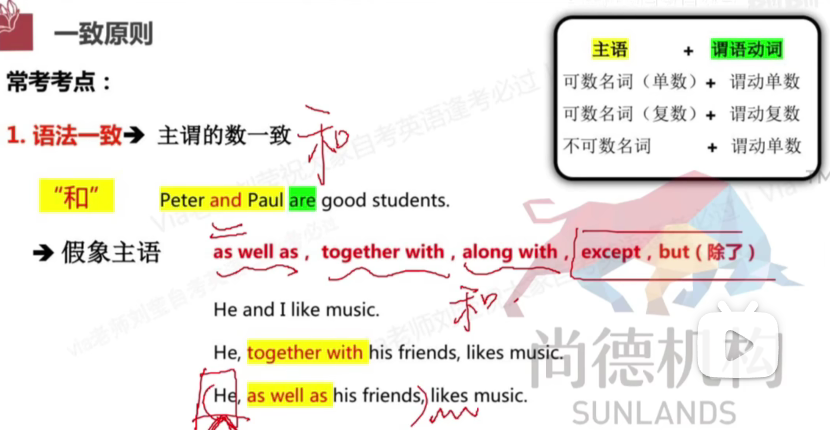 一致原则
常考考点：
主语 + 谓语动词
可数名词（单数）+ 谓动单数
可数名词（复数）+ 谓动复数
不可数名词 + 谓动单数
1. 语法一致➔ 主谓的数一致
和
“和” Peter and Paul are good students.
➔ 假象主语 as well as，together with，along with，except，but（除了）
和
He and I like music.
He, together with his friends, likes music.
He, as well as his friends, likes music.
尚德机构
SUNLANDS